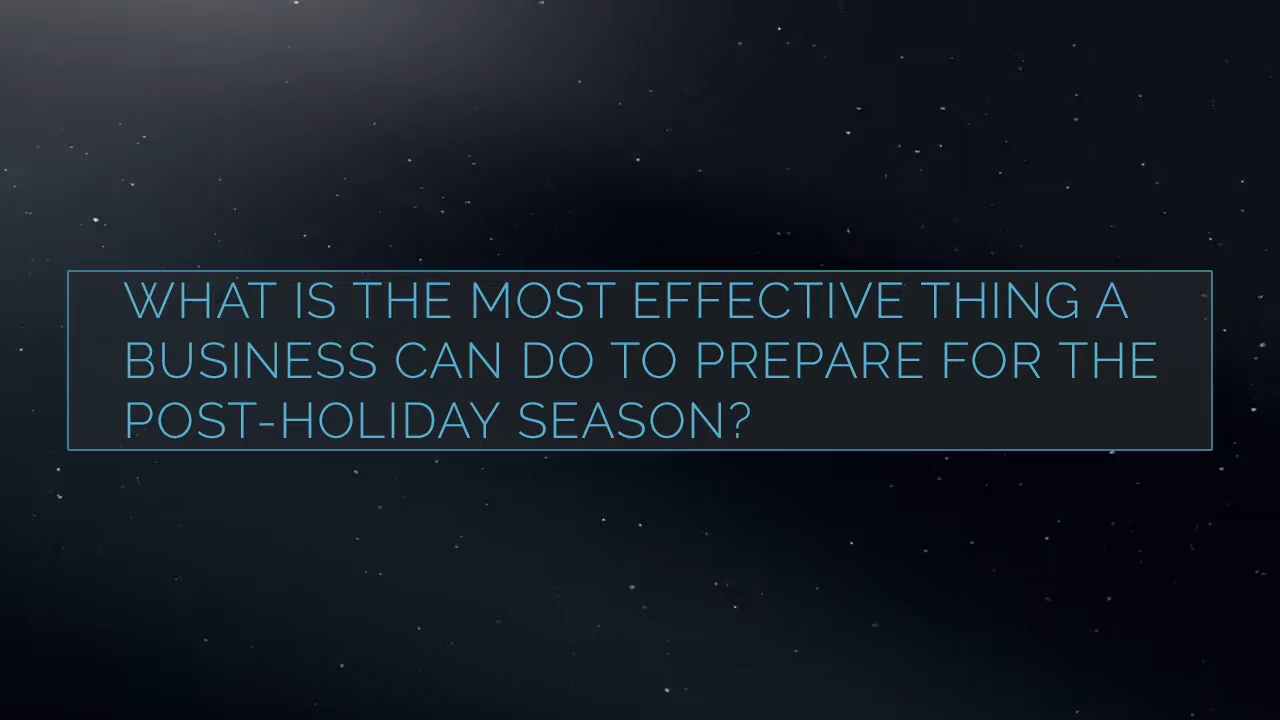 WHAT IS THE MOST EFFECTIVE THING A
BUSINESS CAN DO TO PREPARE FOR THE
POST-HOLIDAY SEASON?